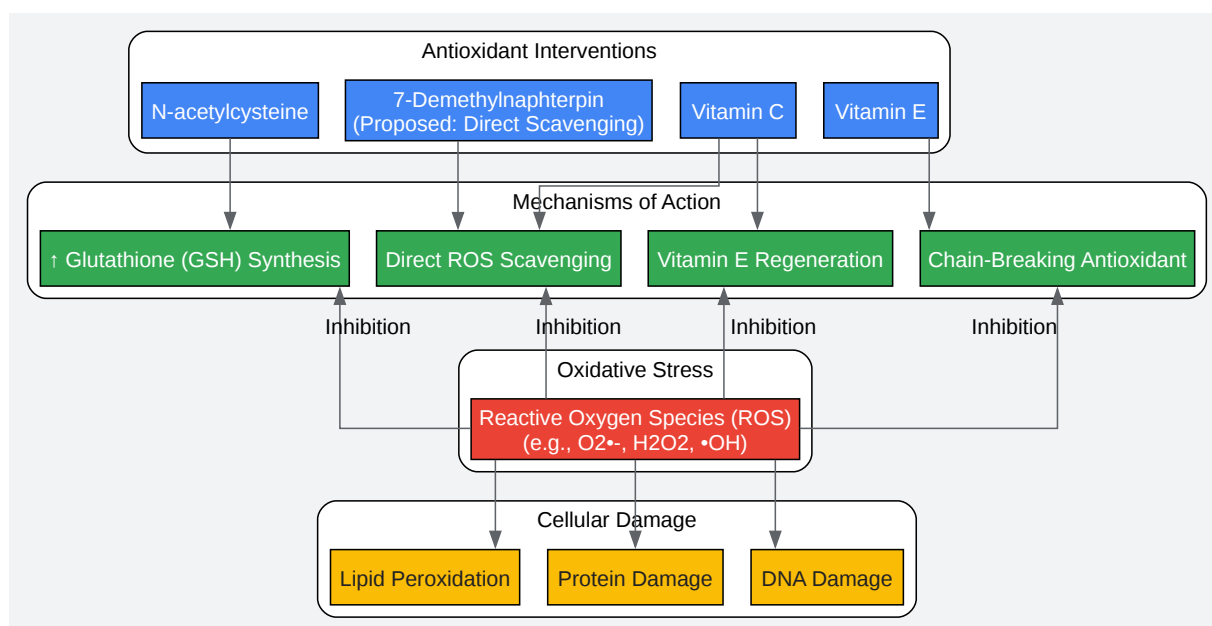 Antioxidant Interventions
N-acetylcysteine
7-Demethylnaphterpin
(Proposed: Direct Scavenging)
Vitamin C
Vitamin E
Mechanisms of Action
↑ Glutathione (GSH) Synthesis
Direct ROS Scavenging
Vitamin E Regeneration
Chain-Breaking Antioxidant
Inhibition
Inhibition
Inhibition
Inhibition
Oxidative Stress
Reactive Oxygen Species (ROS)
(e.g., O2•-, H2O2, •OH)
Cellular Damage
Lipid Peroxidation
Protein Damage
DNA Damage